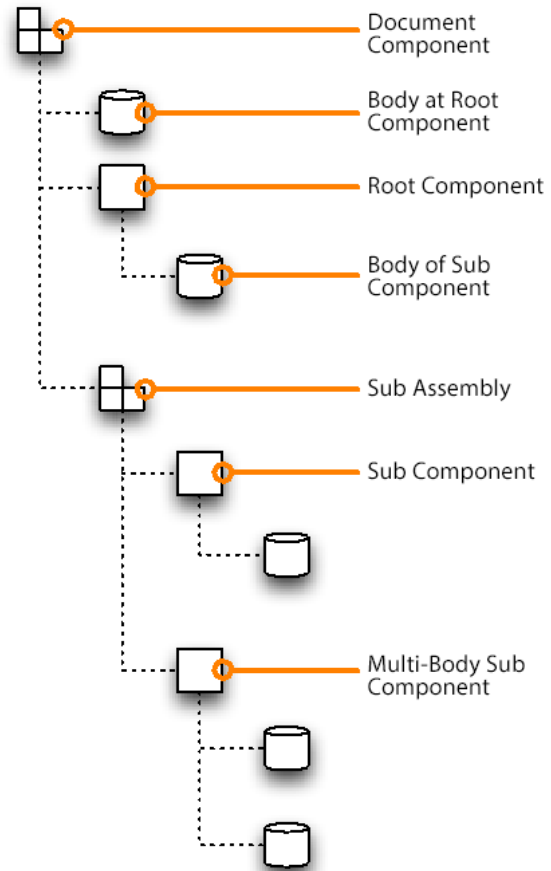 Document
Component
Body at Root
Component
Root Component
Body of Sub
Component
Sub Assembly
Sub Component
Multi-Body Sub
Component